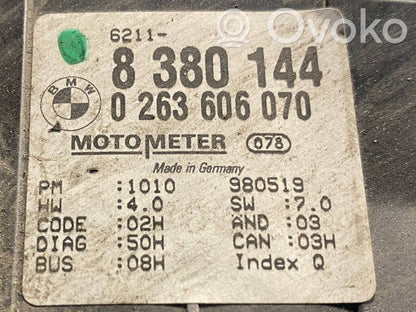 Ovoko
6211-
BMW
8 380 144
0 263 606 070
MOTOMETER 078
Made in Germany
PM :1010 980519
HW :4.0 SW :7.0
CODE :02H ÄND :03
DIAG :50H CAN :03H
BUS :08H Index Q